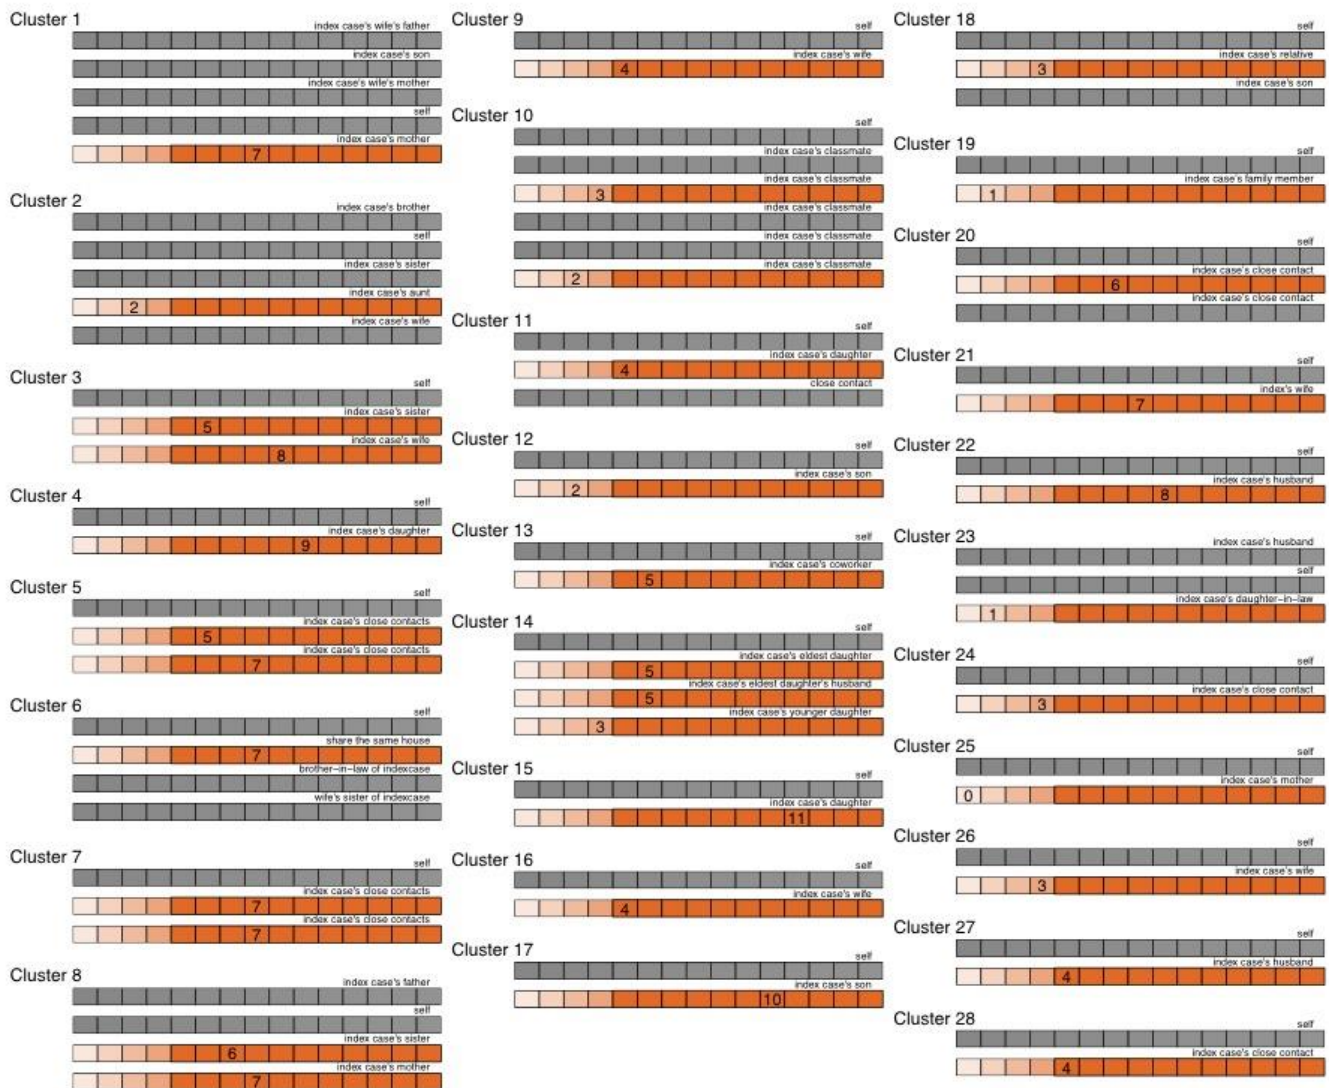 Cluster 1
index case's wife's father
index case's son
index case's wife's mother
self
index case's mother
7
Cluster 2
index case's brother
self
index case's sister
index case's aunt
2
index case's wife
Cluster 3
self
index case's sister
5
index case's wife
8
Cluster 4
self
index case's daughter
9
Cluster 5
self
index case's close contacts
5
index case's close contacts
7
Cluster 6
self
share the same house
7
brother-in-law of indexcase
wife's sister of indexcase
Cluster 7
self
index case's close contacts
7
index case's close contacts
7
Cluster 8
index case's father
self
index case's sister
6
index case's mother
7
Cluster 9
self
index case's wife
4
Cluster 10
self
index case's classmate
index case's classmate
3
index case's classmate
index case's classmate
index case's classmate
2
Cluster 11
self
index case's daughter
4
close contact
Cluster 12
self
index case's son
2
Cluster 13
self
index case's coworker
5
Cluster 14
self
index case's eldest daughter
5
index case's eldest daughter's husband
5
index case's younger daughter
3
Cluster 15
self
index case's daughter
11
Cluster 16
self
index case's wife
4
Cluster 17
self
index case's son
10
Cluster 18
self
index case's relative
3
index case's son
Cluster 19
self
index case's family member
1
Cluster 20
self
index case's close contact
6
index case's close contact
Cluster 21
self
index's wife
7
Cluster 22
self
index case's husband
8
Cluster 23
index case's husband
self
index case's daughter-in-law
1
Cluster 24
self
index case's close contact
3
Cluster 25
self
index case's mother
0
Cluster 26
self
index case's wife
3
Cluster 27
self
index case's husband
4
Cluster 28
self
index case's close contact
4